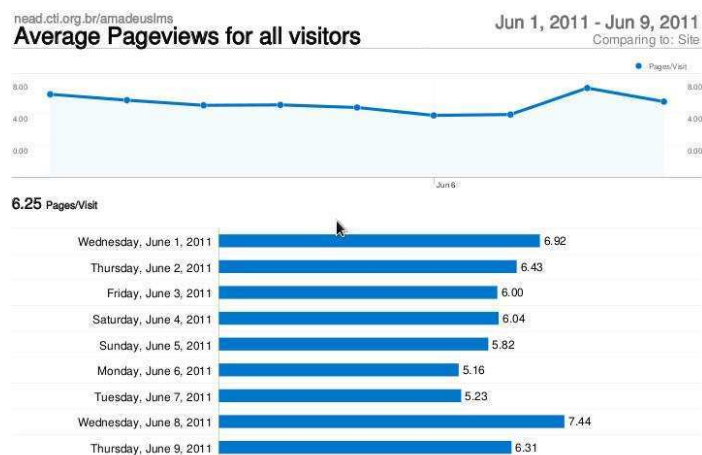 nead.cti.org.br/amadeuslms
Average Pageviews for all visitors
Jun 1, 2011 - Jun 9, 2011
Comparing to: Site
Pages/Visit
8.00 8.00
4.00 4.00
0.00 0.00
Jun 6
6.25 Pages/Visit
Wednesday, June 1, 2011 6.92
Thursday, June 2, 2011 6.43
Friday, June 3, 2011 6.00
Saturday, June 4, 2011 6.04
Sunday, June 5, 2011 5.82
Monday, June 6, 2011 5.16
Tuesday, June 7, 2011 5.23
Wednesday, June 8, 2011 7.44
Thursday, June 9, 2011 6.31